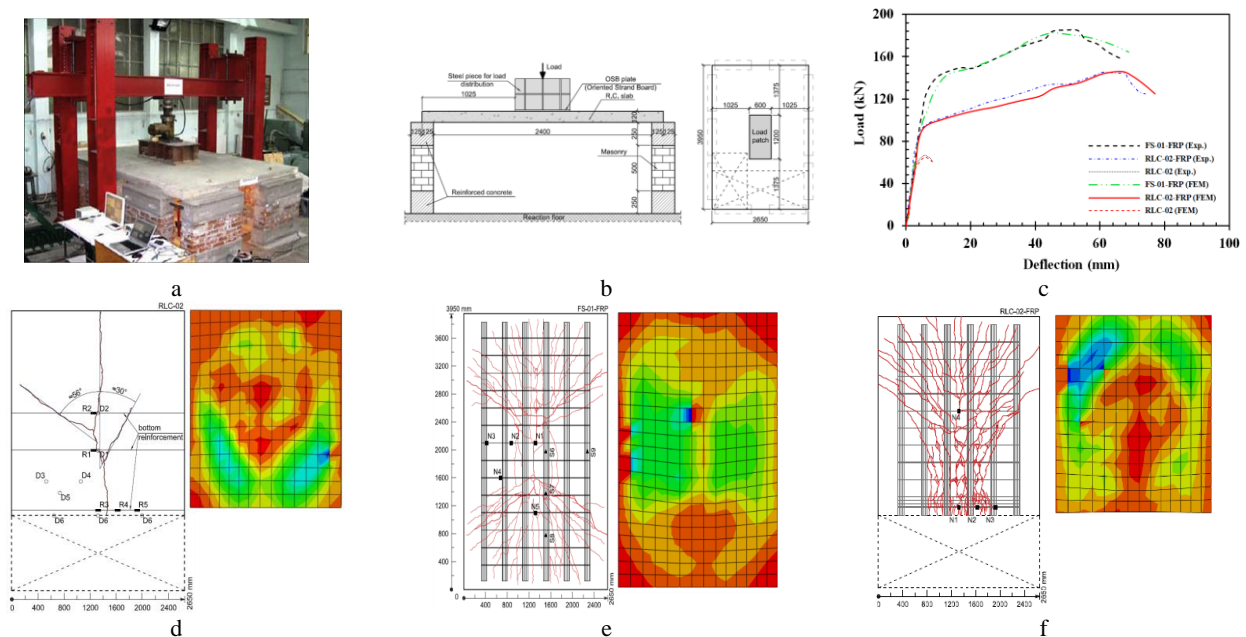 Load
Steel piece for load
distribution
OSB plate
(Oriented Strand Board)
R.C. slab
1025
120
125
125
2400
125
125
250
Masonry
500
250
Reinforced concrete
Reaction floor
1375
1025
600
1025
3950
Load
patch
1200
1375
2650
200
160
120
80
40
0
0 20 40 60 80 100
Load (kN)
Deflection (mm)
FS-01-FRP (Exp.)
RLC-02-FRP (Exp.)
RLC-02 (Exp.)
FS-01-FRP (FEM)
RLC-02-FRP (FEM)
RLC-02 (FEM)
a
b
c
RLC-02
≈56°
≈30°
R2 D2
bottom
reinforcement
R1 D1
D3 D4
D5
R3 R4 R5
D6 D6
2650 mm
0 400 800 1200 1600 2000 2400
d
3950 mm
FS-01-FRP
3600
3200
2800
2400
2000
1600
1200
800
400
0
N3 N2 N1
S6 S9
N4
S7
N5
S8
2650 mm
400 800 1200 1600 2000 2400
e
RLC-02-FRP
N4
N1 N2 N3
2650 mm
0 400 800 1200 1600 2000 2400
f